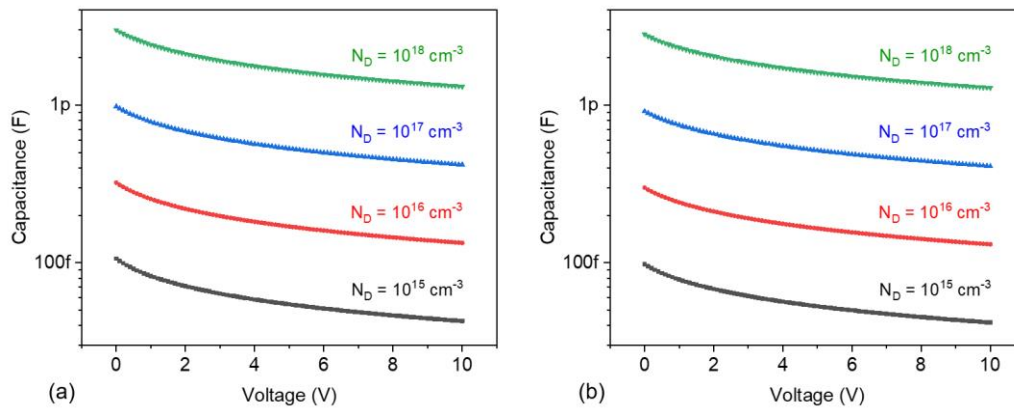 Capacitance (F)
1p
100f
N_D = 10^18 cm^-3
N_D = 10^17 cm^-3
N_D = 10^16 cm^-3
N_D = 10^15 cm^-3
0 2 4 6 8 10
(a) Voltage (V)
Capacitance (F)
1p
100f
N_D = 10^18 cm^-3
N_D = 10^17 cm^-3
N_D = 10^16 cm^-3
N_D = 10^15 cm^-3
0 2 4 6 8 10
(b) Voltage (V)